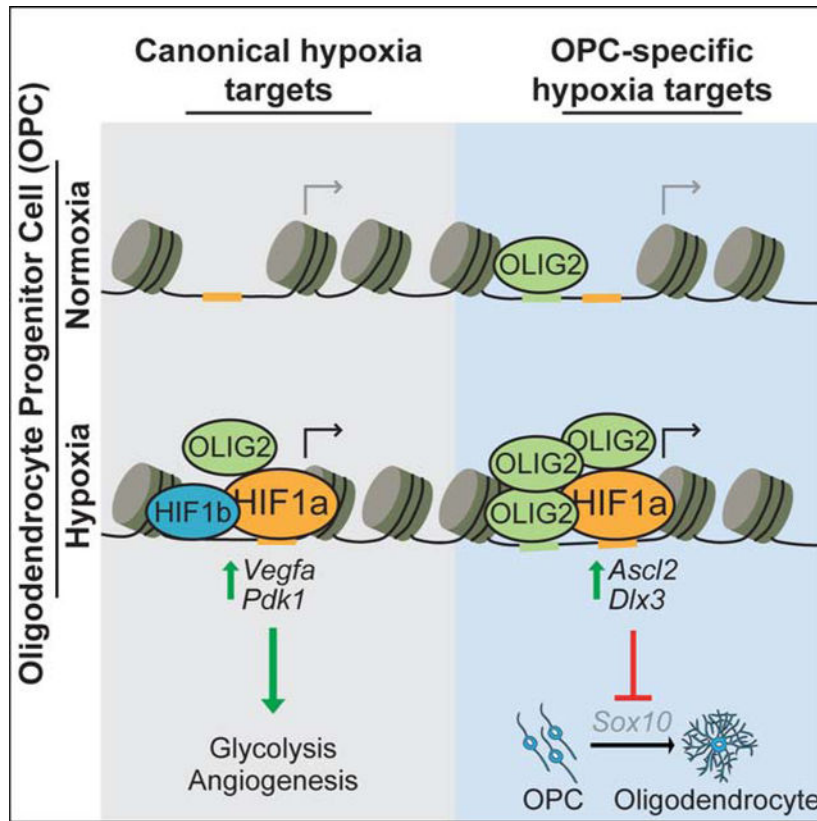 Canonical hypoxia
targets
OPC-specific
hypoxia targets
Oligodendrocyte Progenitor Cell (OPC)
Normoxia
OLIG2
Hypoxia
OLIG2
HIF1b
HIF1a
OLIG2
OLIG2
OLIG2
HIF1a
Vegfa
Pdk1
Ascl2
Dlx3
Glycolysis
Angiogenesis
Sox10
OPC
Oligodendrocyte